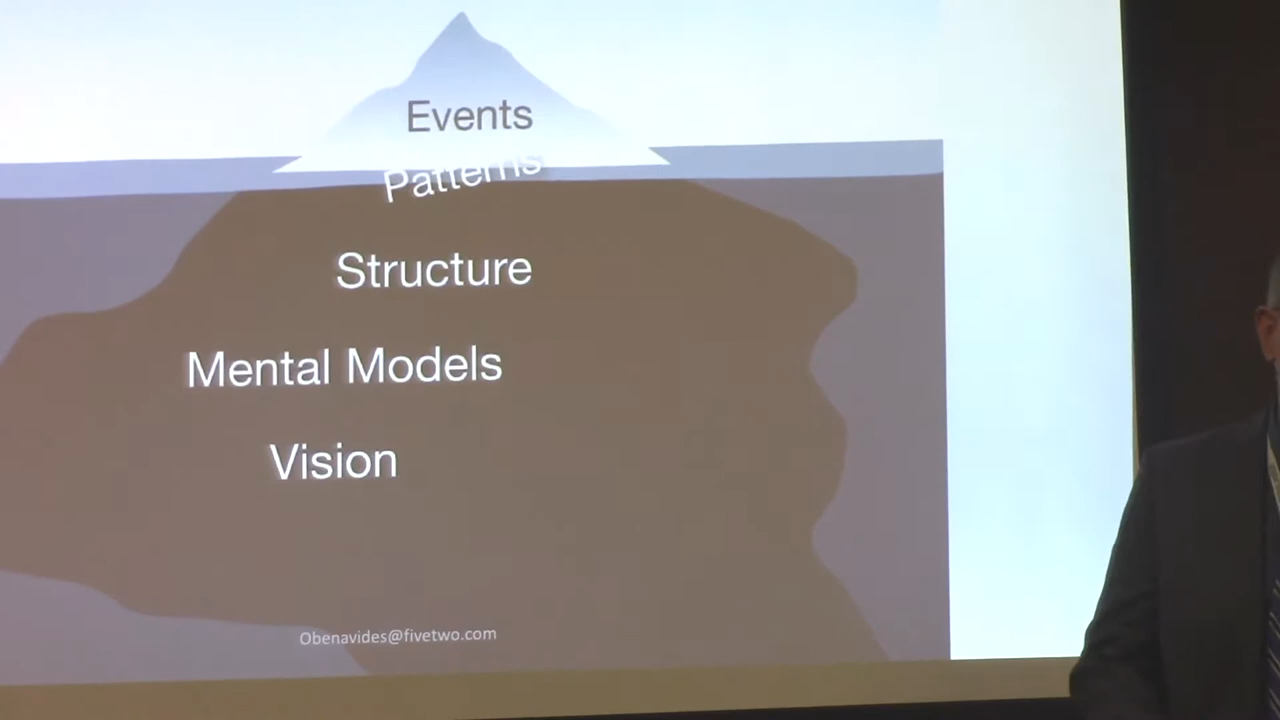 Events
Patterns
Structure
Mental Models
Vision
Obenavides@fivetwo.com